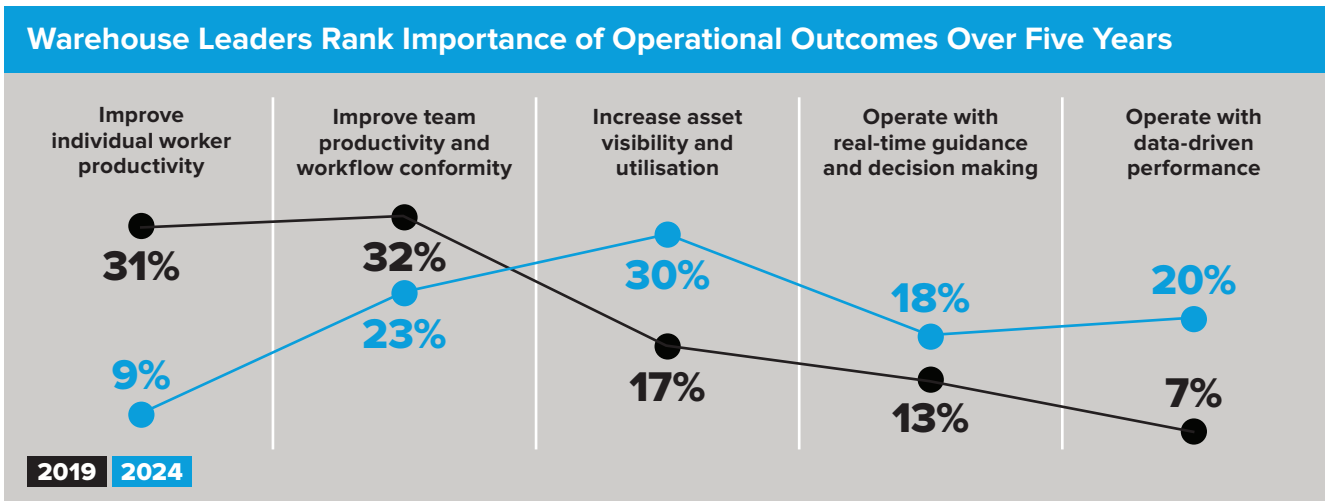 Warehouse Leaders Rank Importance of Operational Outcomes Over Five Years
Improve
individual worker
productivity
Improve team
productivity and
workflow conformity
Increase asset
visibility and
utilisation
Operate with
real-time guidance
and decision making
Operate with
data-driven
performance
31%
32%
30%
18%
20%
9%
23%
17%
13%
7%
2019 2024